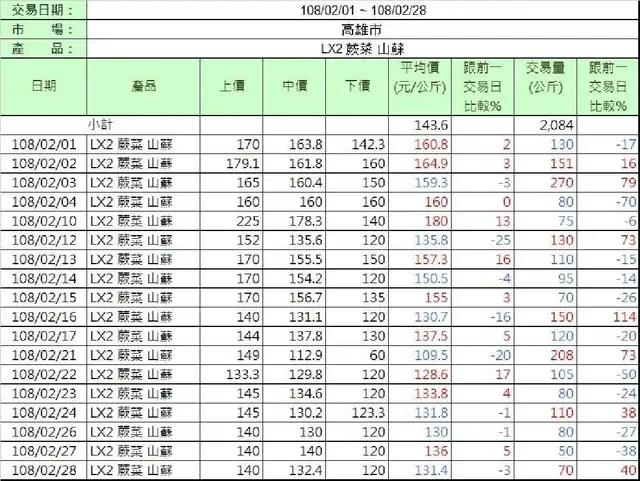 交易日期： 108/02/01 ~ 108/02/28
市 場： 高雄市
產 品： LX2 蕨菜 山蘇
日期 產品 上價 中價 下價 平均價(元/公斤) 跟前一交易日比較% 交易量(公斤) 跟前一交易日比較%
小計 143.6 2,084
108/02/01 LX2 蕨菜 山蘇 170 163.8 142.3 160.8 2 130 -17
108/02/02 LX2 蕨菜 山蘇 179.1 161.8 160 164.9 3 151 16
108/02/03 LX2 蕨菜 山蘇 165 160.4 150 159.3 -3 270 79
108/02/04 LX2 蕨菜 山蘇 160 160 160 160 0 80 -70
108/02/10 LX2 蕨菜 山蘇 225 178.3 140 180 13 75 -6
108/02/12 LX2 蕨菜 山蘇 152 135.6 120 135.8 -25 130 73
108/02/13 LX2 蕨菜 山蘇 170 155.5 150 157.3 16 110 -15
108/02/14 LX2 蕨菜 山蘇 170 154.2 120 150.5 -4 95 -14
108/02/15 LX2 蕨菜 山蘇 170 156.7 135 155 3 70 -26
108/02/16 LX2 蕨菜 山蘇 140 131.1 120 130.7 -16 150 114
108/02/17 LX2 蕨菜 山蘇 144 137.8 130 137.5 5 120 -20
108/02/21 LX2 蕨菜 山蘇 149 112.9 60 109.5 -20 208 73
108/02/22 LX2 蕨菜 山蘇 133.3 129.8 120 128.6 17 105 -50
108/02/23 LX2 蕨菜 山蘇 145 134.6 120 133.8 4 80 -24
108/02/24 LX2 蕨菜 山蘇 145 130.2 123.3 131.8 -1 110 38
108/02/26 LX2 蕨菜 山蘇 140 130 120 130 -1 80 -27
108/02/27 LX2 蕨菜 山蘇 140 140 120 136 5 50 -38
108/02/28 LX2 蕨菜 山蘇 140 132.4 120 131.4 -3 70 40